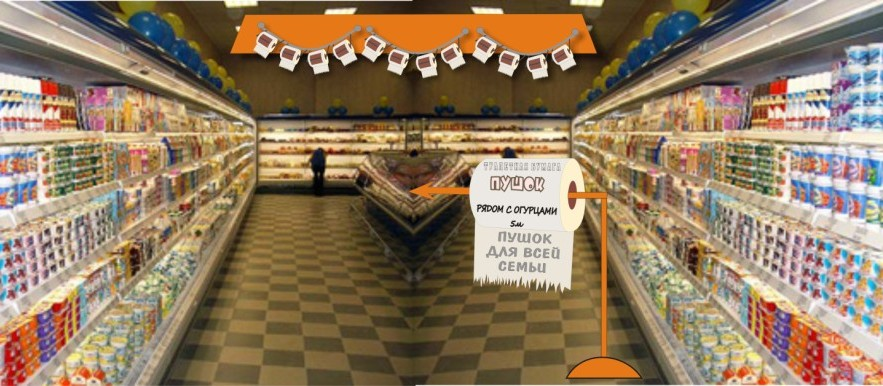 ТУАЛЕТНАЯ БУМАГА
ПУШОК
РЯДОМ С ОГУРЦАМИ
5м
ПУШОК
ДЛЯ ВСЕЙ
СЕМЬИ